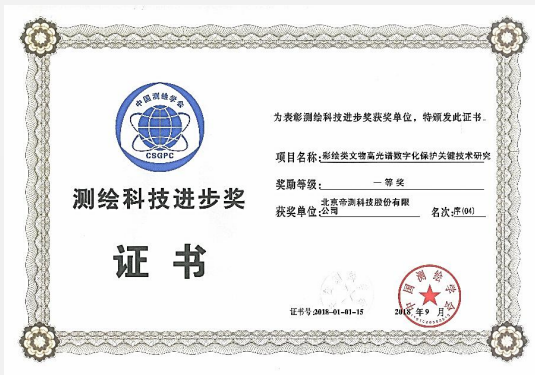 中国测绘学会
CSGPC
测绘科技进步奖
证书
为表彰测绘科技进步奖获奖单位，特颁发此证书。
项目名称:彩绘类文物高光谱数字化保护关键技术研究
奖励等级: 一等奖
获奖单位:北京帝测科技股份有限
公司 名次:序(04)
中国测绘学会
证书号:2018-01-01-15 2018 年 9 月